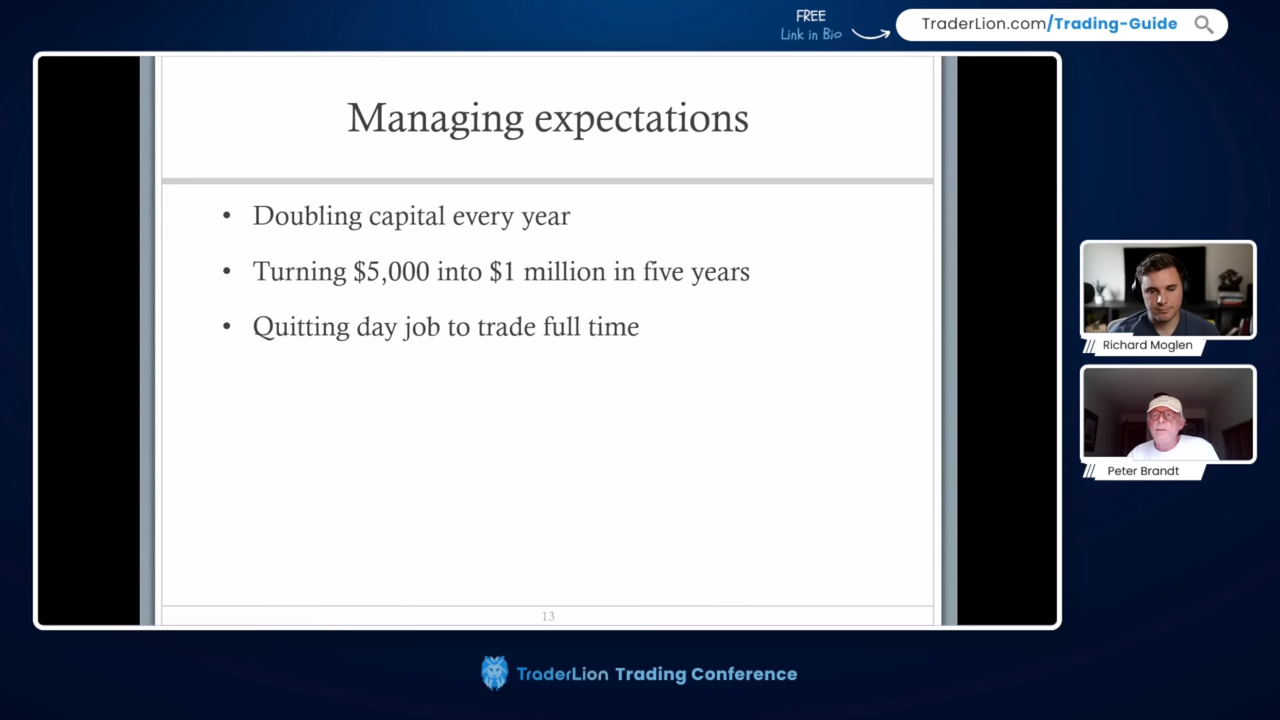 FREE
Link in Bio
TraderLion.com/Trading-Guide
Managing expectations
• Doubling capital every year
• Turning $5,000 into $1 million in five years
• Quitting day job to trade full time
13
Richard Moglen
Peter Brandt
TraderLion Trading Conference